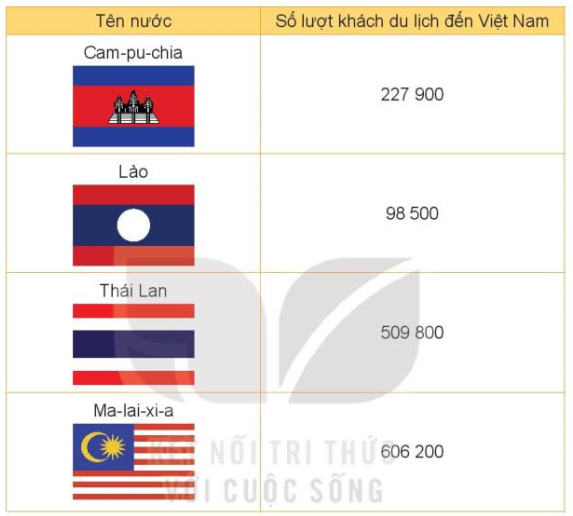 Tên nước Số lượt khách du lịch đến Việt Nam
Cam-pu-chia
227 900
Lào
98 500
Thái Lan
509 800
Ma-lai-xi-a
606 200
KẾT NỐI TRI THỨC
VỚI CUỘC SỐNG